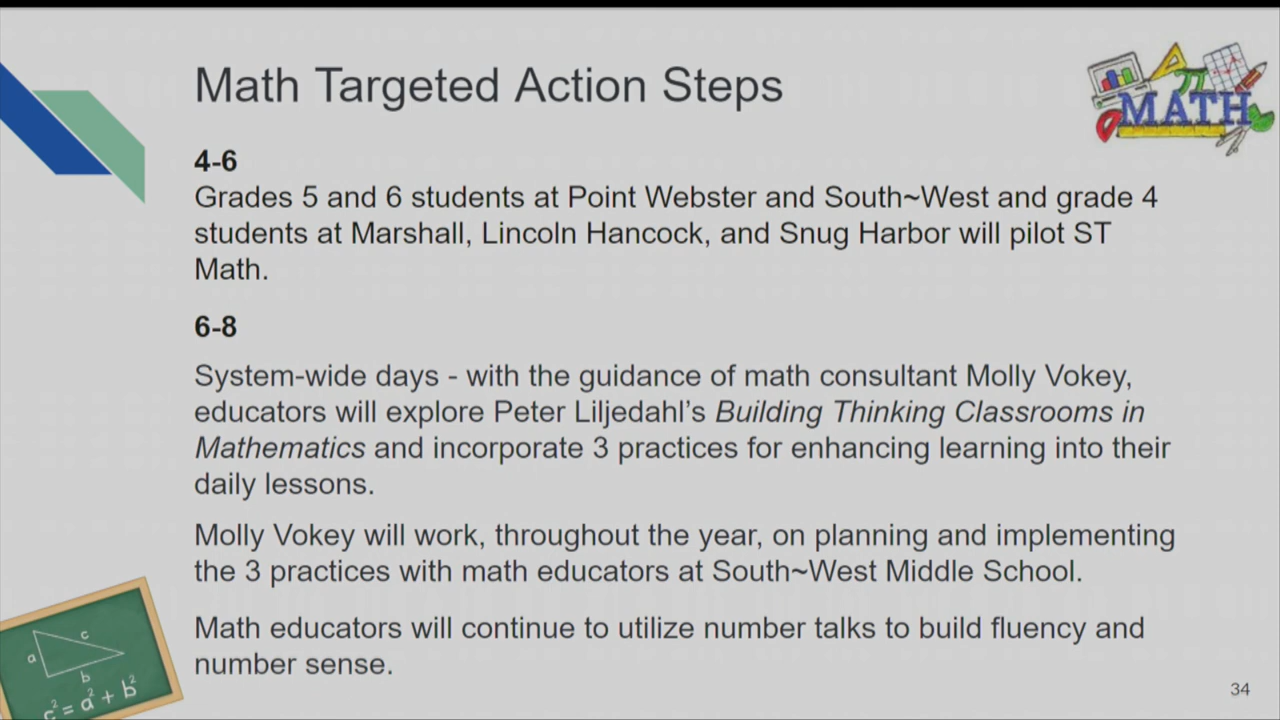 Math Targeted Action Steps
MATH
4-6
Grades 5 and 6 students at Point Webster and South~West and grade 4
students at Marshall, Lincoln Hancock, and Snug Harbor will pilot ST
Math.
6-8
System-wide days - with the guidance of math consultant Molly Vokey,
educators will explore Peter Liljedahl's Building Thinking Classrooms in
Mathematics and incorporate 3 practices for enhancing learning into their
daily lessons.
Molly Vokey will work, throughout the year, on planning and implementing
the 3 practices with math educators at South~West Middle School.
Math educators will continue to utilize number talks to build fluency and
number sense.
a
c
b
c² = a² + b²
34